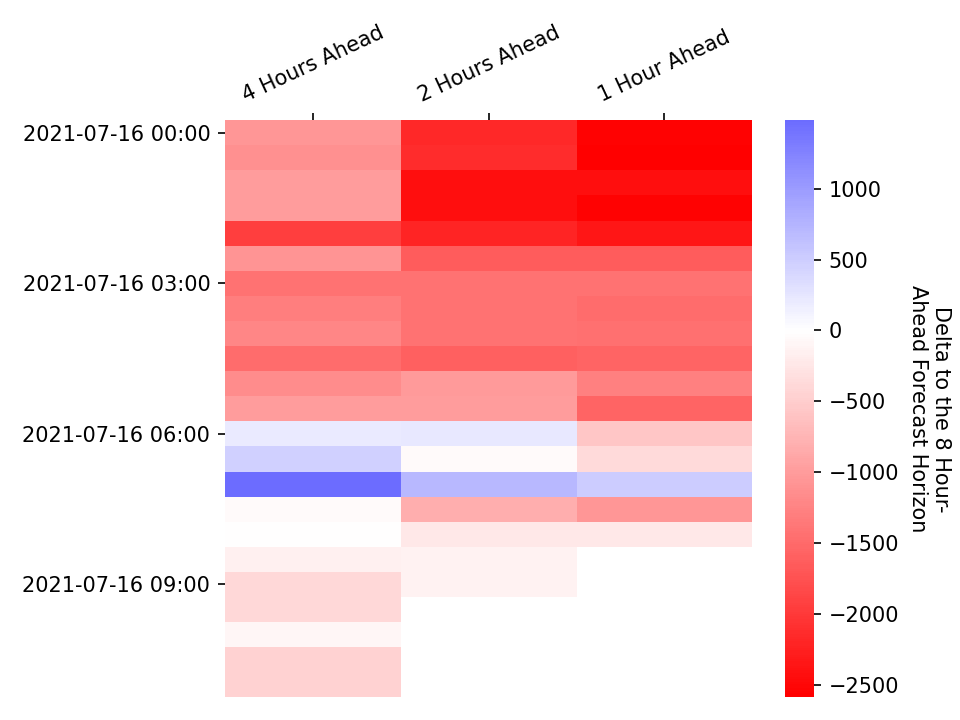 4 Hours Ahead
2 Hours Ahead
1 Hour Ahead
2021-07-16 00:00
2021-07-16 03:00
2021-07-16 06:00
2021-07-16 09:00
1000
500
0
−500
−1000
−1500
−2000
−2500
Delta to the 8 Hour-
Ahead Forecast Horizon